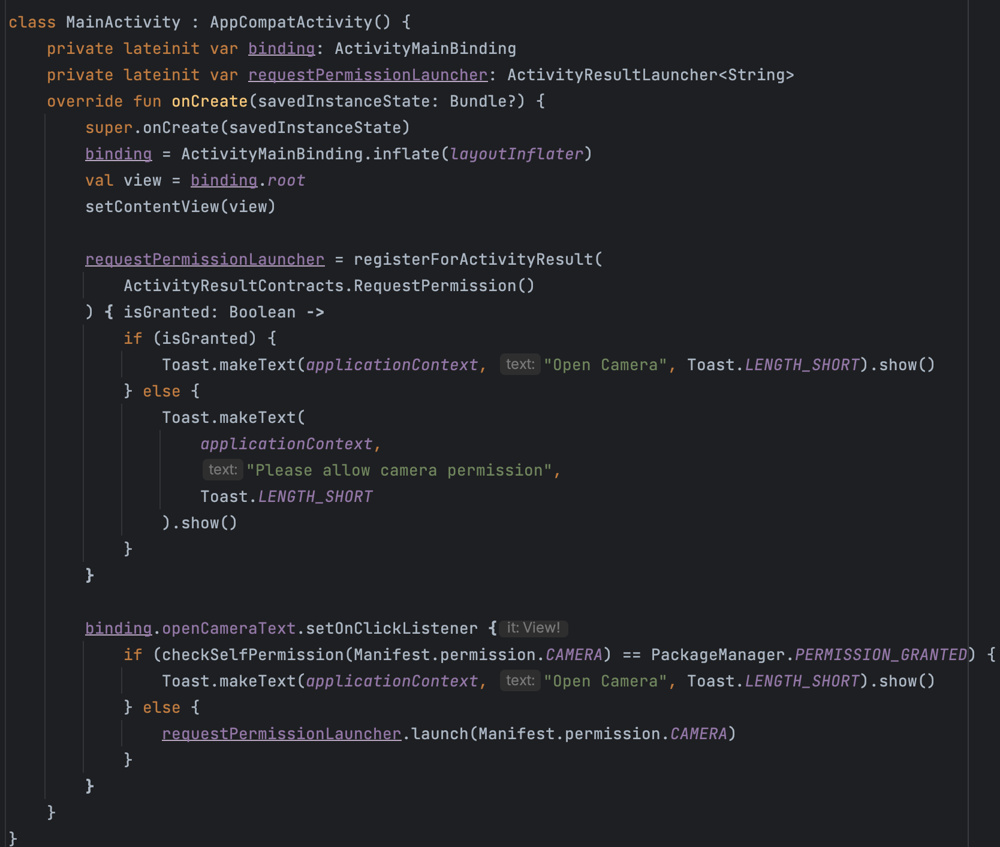 class MainActivity : AppCompatActivity() {
    private lateinit var binding: ActivityMainBinding
    private lateinit var requestPermissionLauncher: ActivityResultLauncher<String>
    override fun onCreate(savedInstanceState: Bundle?) {
        super.onCreate(savedInstanceState)
        binding = ActivityMainBinding.inflate(layoutInflater)
        val view = binding.root
        setContentView(view)

        requestPermissionLauncher = registerForActivityResult(
            ActivityResultContracts.RequestPermission()
        ) { isGranted: Boolean ->
            if (isGranted) {
                Toast.makeText(applicationContext, text: "Open Camera", Toast.LENGTH_SHORT).show()
            } else {
                Toast.makeText(
                    applicationContext,
                    text: "Please allow camera permission",
                    Toast.LENGTH_SHORT
                ).show()
            }
        }

        binding.openCameraText.setOnClickListener { it: View!
            if (checkSelfPermission(Manifest.permission.CAMERA) == PackageManager.PERMISSION_GRANTED) {
                Toast.makeText(applicationContext, text: "Open Camera", Toast.LENGTH_SHORT).show()
            } else {
                requestPermissionLauncher.launch(Manifest.permission.CAMERA)
            }
        }
    }
}